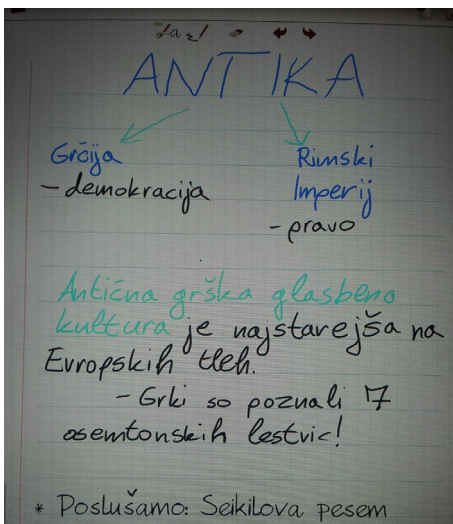 ANTIKA
Grčija
Rimski
- demokracija
Imperij
- pravo
Antična grška glasbeno
kultura je najstarejša na
Evropskih tleh.
- Grki so poznali 7
osemtonskih lestvic!
* Poslušamo: Seikilova pesem